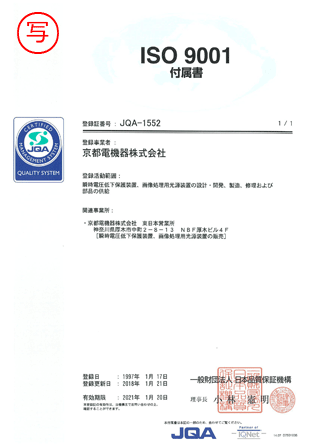 写
ISO 9001
付属書
登録証番号 : JQA-1552
1 / 1
登録事業者 :
京都電機器株式会社
CERTIFIED
JQA
MANAGEMENT SYSTEM
QUALITY SYSTEM
登録活動範囲 :
瞬時電圧低下保護装置、画像処理用光源装置の設計・開発、製造、修理および
部品の供給
関連事業所 :
・京都電機器株式会社 東日本営業所
神奈川県厚木市中町2-8-13 NBF厚木ビル4F
[瞬時電圧低下保護装置、画像処理用光源装置の販売]
登録日 : 1997年 1月 17日
登録更新日 : 2018年 1月 21日
有効期限 : 2021年 1月 20日
一般財団法人 日本品質保証機構
理事長 小林 憲明
JQA
IQNet